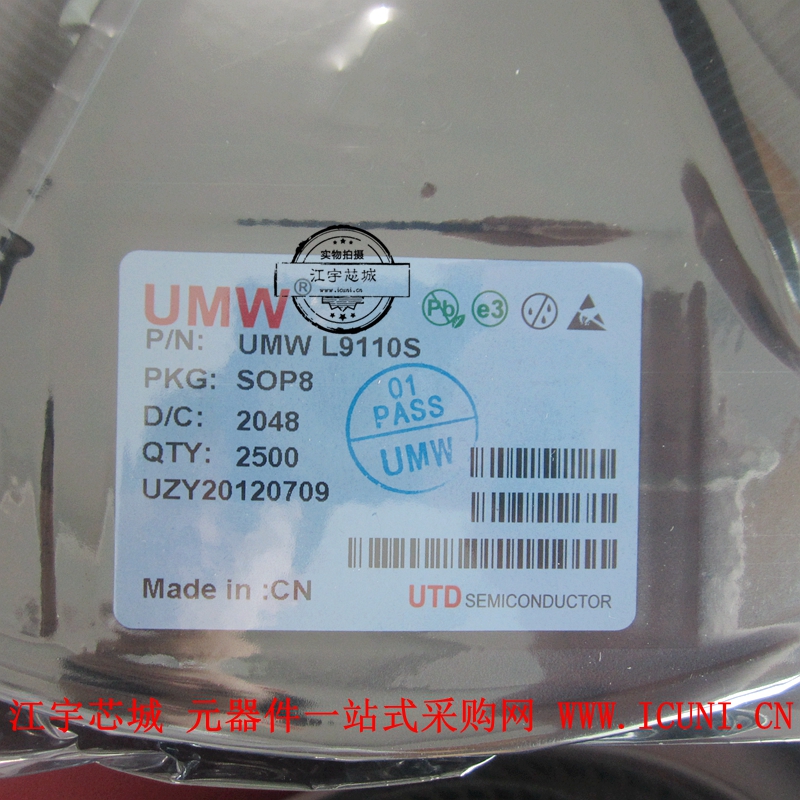 实物拍摄
江宇芯城
www.icuni.cn
UMW®
Pb e3
P/N: UMW L9110S
PKG: SOP8
01
PASS
UMW
D/C: 2048
QTY: 2500
UZY20120709
Made in :CN
UTD SEMICONDUCTOR
江宇芯城 元器件一站式采购网 WWW.ICUNI.CN